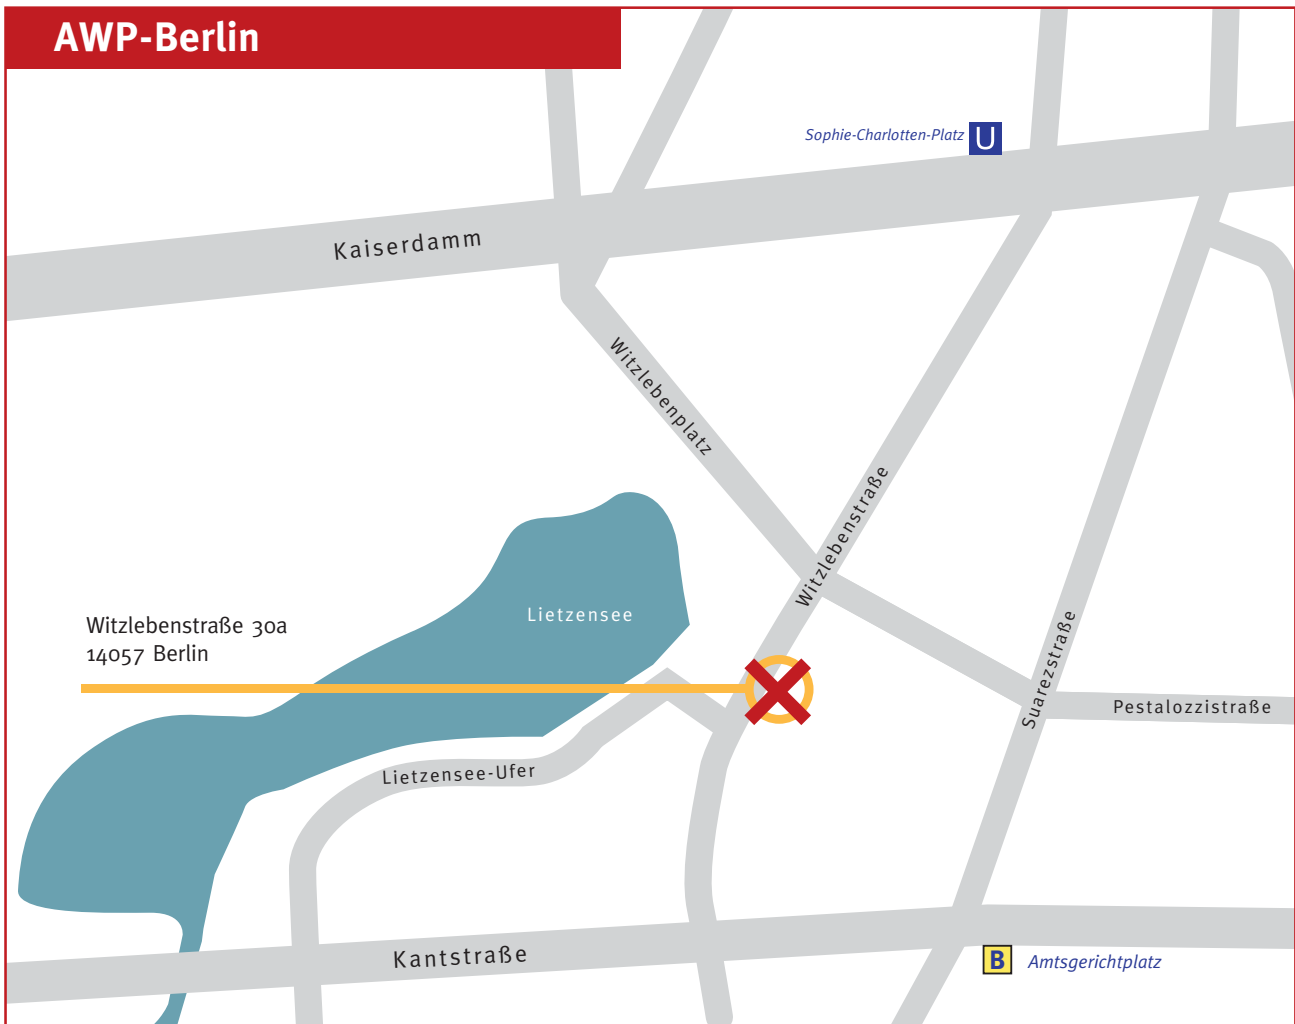 AWP-Berlin
Sophie-Charlotten-Platz U
Kaiserdamm
Witzlebenplatz
Witzlebenstraße
Lietzensee
Witzlebenstraße 30a
14057 Berlin
Suarezstraße
Pestalozzistraße
Lietzensee-Ufer
Kantstraße
B Amtsgerichtplatz